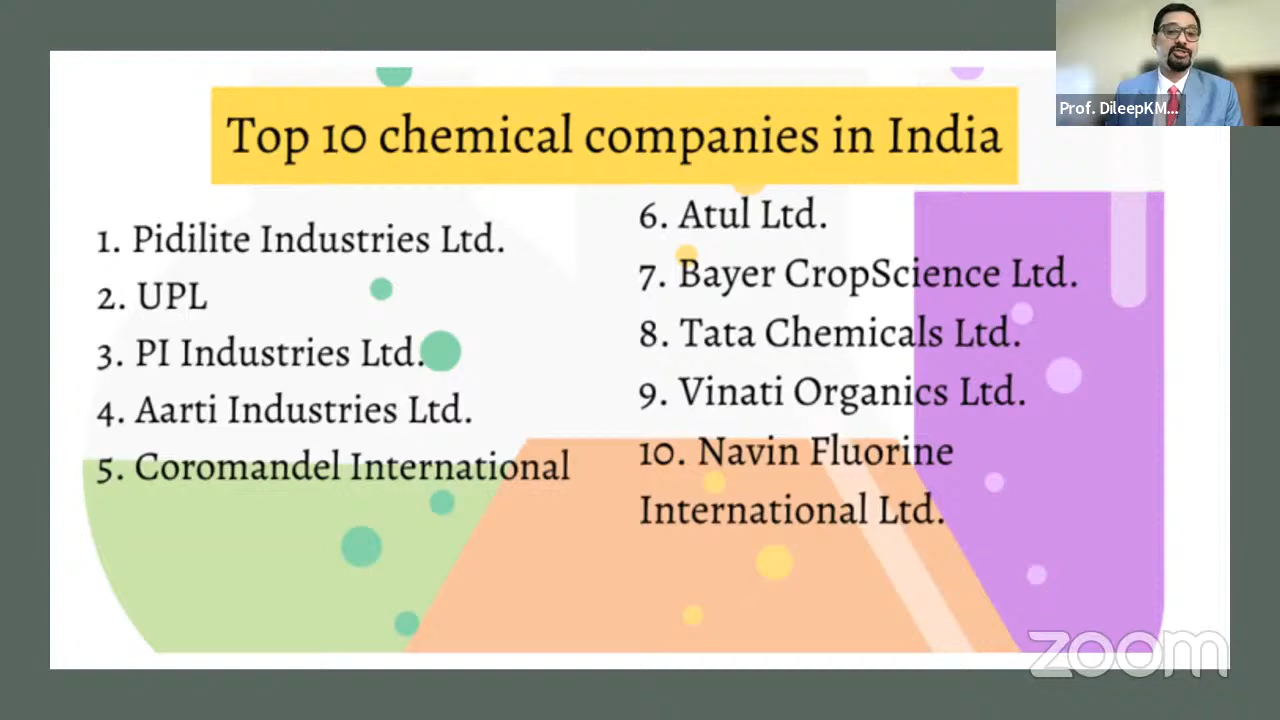 Prof. DileepKM...
Top 10 chemical companies in India
1. Pidilite Industries Ltd.
2. UPL
3. PI Industries Ltd.
4. Aarti Industries Ltd.
5. Coromandel International
6. Atul Ltd.
7. Bayer CropScience Ltd.
8. Tata Chemicals Ltd.
9. Vinati Organics Ltd.
10. Navin Fluorine
International Ltd.
zoom